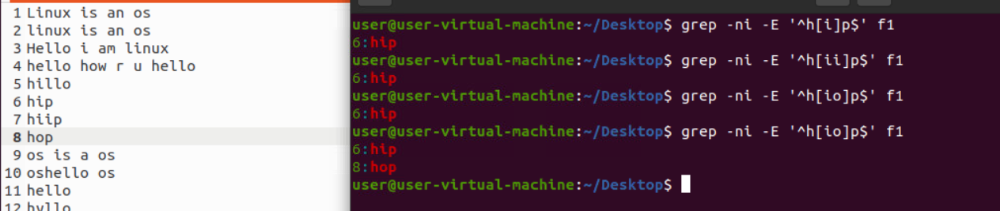 1 Linux is an os
2 linux is an os
3 Hello i am linux
4 hello how r u hello
5 hillo
6 hip
7 hiip
8 hop
9 os is a os
10 oshello os
11 hello
12 hyllo
user@user-virtual-machine:~/Desktop$ grep -ni -E '^h[i]p$' f1
6:hip
user@user-virtual-machine:~/Desktop$ grep -ni -E '^h[ii]p$' f1
6:hip
user@user-virtual-machine:~/Desktop$ grep -ni -E '^h[io]p$' f1
6:hip
user@user-virtual-machine:~/Desktop$ grep -ni -E '^h[io]p$' f1
6:hip
8:hop
user@user-virtual-machine:~/Desktop$